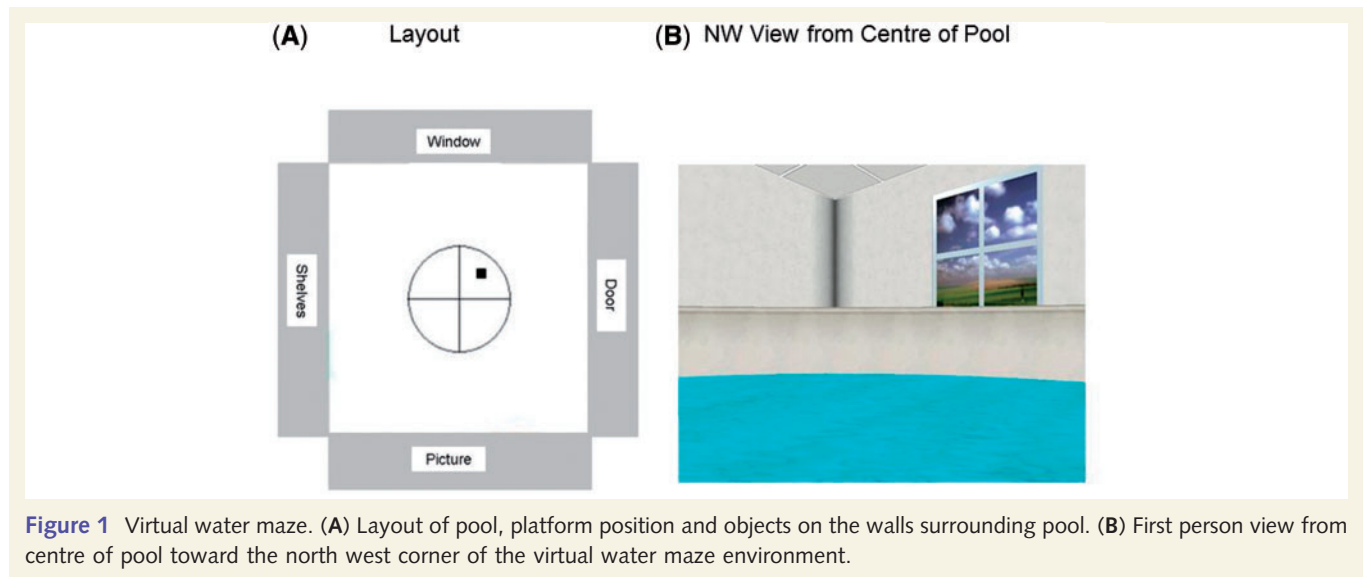 (A) Layout
(B) NW View from Centre of Pool
Window
Shelves
Door
Picture
Figure 1 Virtual water maze. (A) Layout of pool, platform position and objects on the walls surrounding pool. (B) First person view from
centre of pool toward the north west corner of the virtual water maze environment.